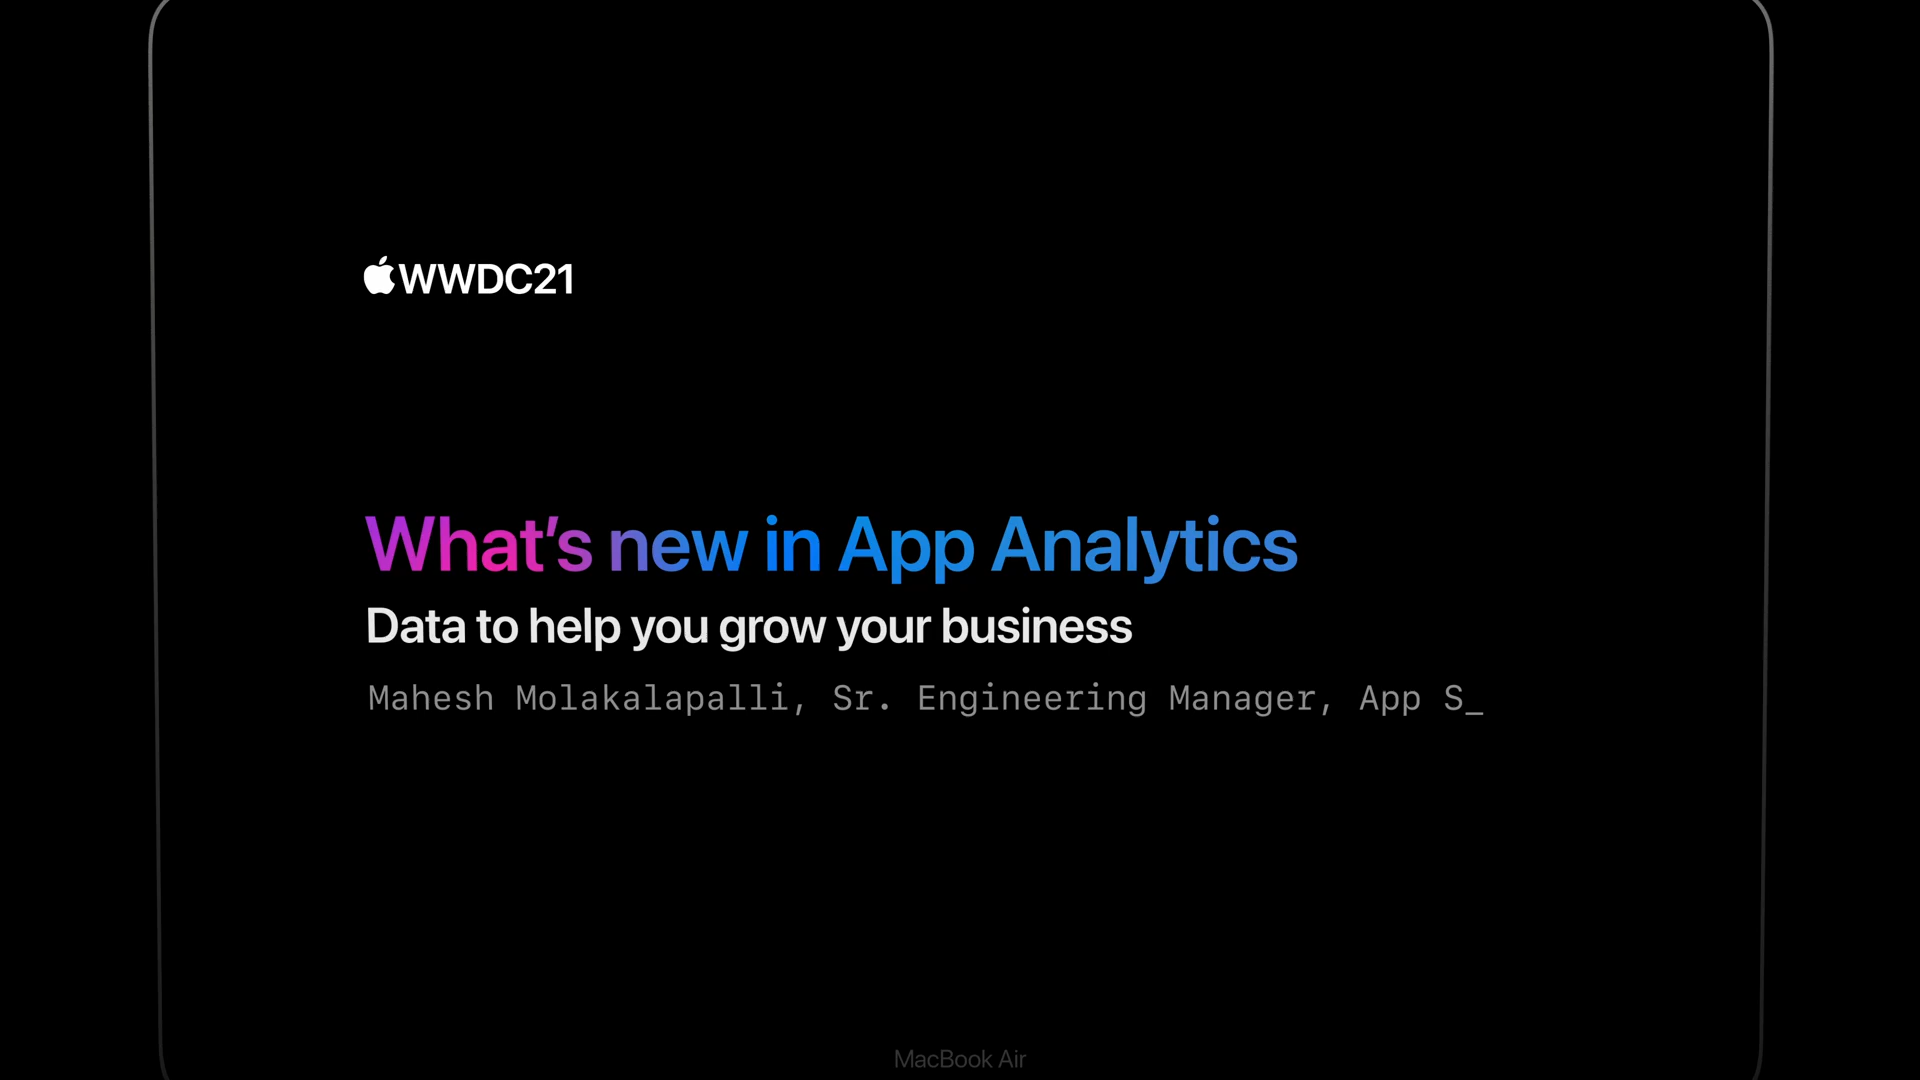 WWDC21
What’s new in App Analytics
Data to help you grow your business
Mahesh Molakalapalli, Sr. Engineering Manager, App S_
MacBook Air